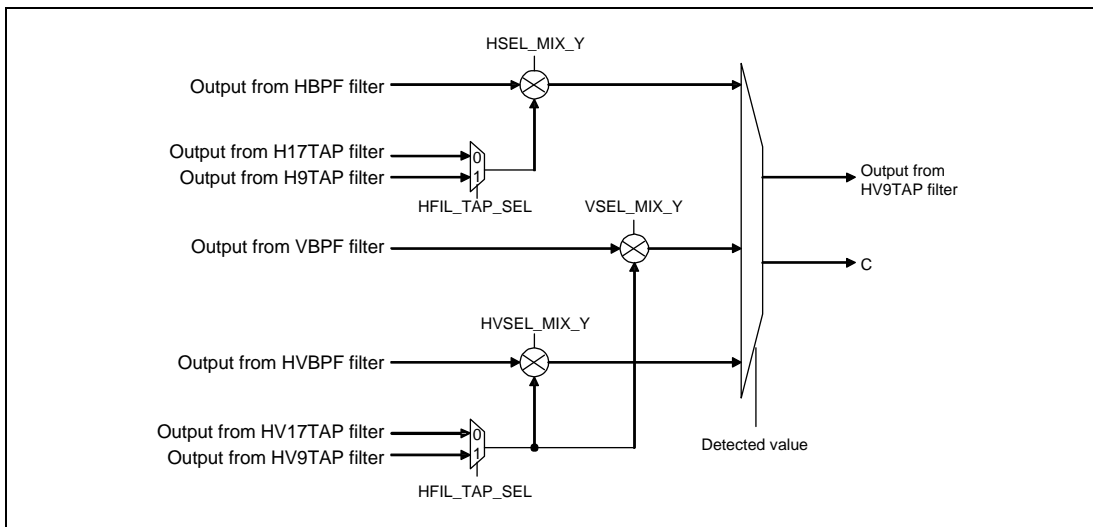 HSEL_MIX_Y
Output from HBPF filter
Output from H17TAP filter
0
Output from H9TAP filter
1
HFIL_TAP_SEL
VSEL_MIX_Y
Output from
HV9TAP filter
Output from VBPF filter
C
HVSEL_MIX_Y
Output from HVBPF filter
Output from HV17TAP filter
0
Output from HV9TAP filter
1
Detected value
HFIL_TAP_SEL